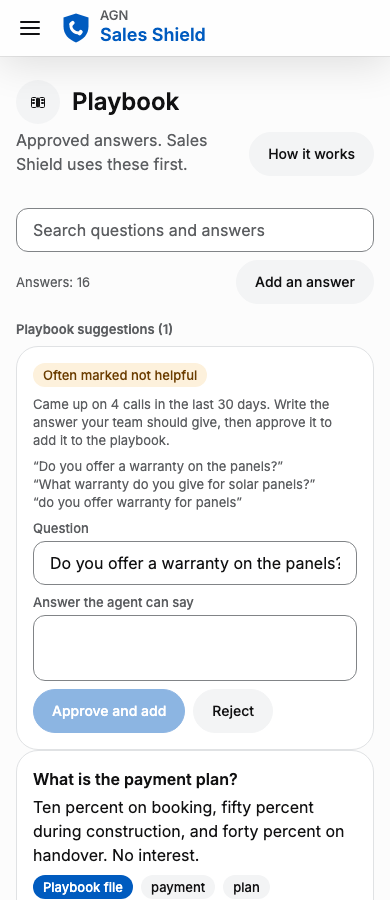 AGN
Sales Shield
Playbook
Approved answers. Sales
Shield uses these first.
How it works
Search questions and answers
Answers: 16
Add an answer
Playbook suggestions (1)
Often marked not helpful
Came up on 4 calls in the last 30 days. Write the
answer your team should give, then approve it to
add it to the playbook.
“Do you offer a warranty on the panels?”
“What warranty do you give for solar panels?”
“do you offer warranty for panels”
Question
Do you offer a warranty on the panels?
Answer the agent can say
Approve and add
Reject
What is the payment plan?
Ten percent on booking, fifty percent
during construction, and forty percent on
handover. No interest.
Playbook file
payment
plan